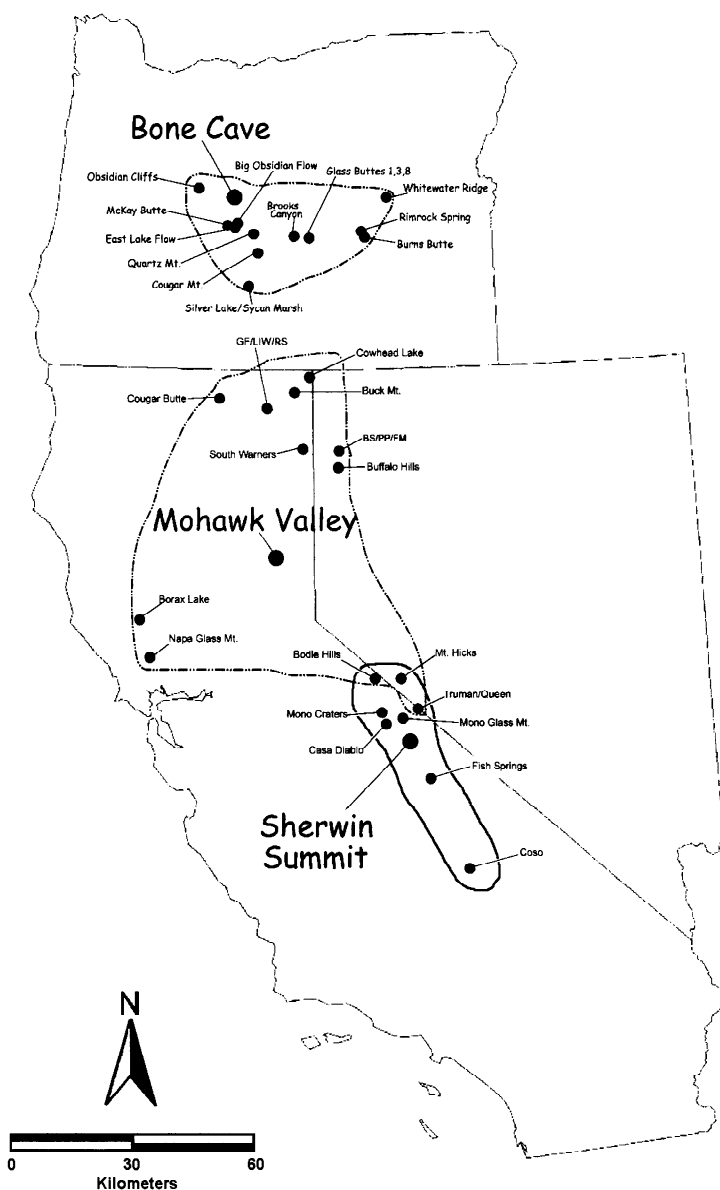 Bone Cave
Big Obsidian Flow
Glass Buttes 1,3,8
Obsidian Cliffs
Whitewater Ridge
McKay Butte
Brooks
Canyon
Rimrock Spring
East Lake Flow
Burns Butte
Quartz Mt.
Cougar Mt
Silver Lake/Sycan Marsh
GF/LIW/RS
Cowhead Lake
Cougar Butte
Buck Mt.
South Warners
BS/PP/FM
Buffalo Hills
Mohawk Valley
Borax Lake
Napa Glass Mt.
Bodie Hills
Mt. Hicks
Truman/Queen
Mono Craters
Mono Glass Mt.
Casa Diablo
Fish Springs
Sherwin
Summit
Coso
N
0 30 60
Kilometers